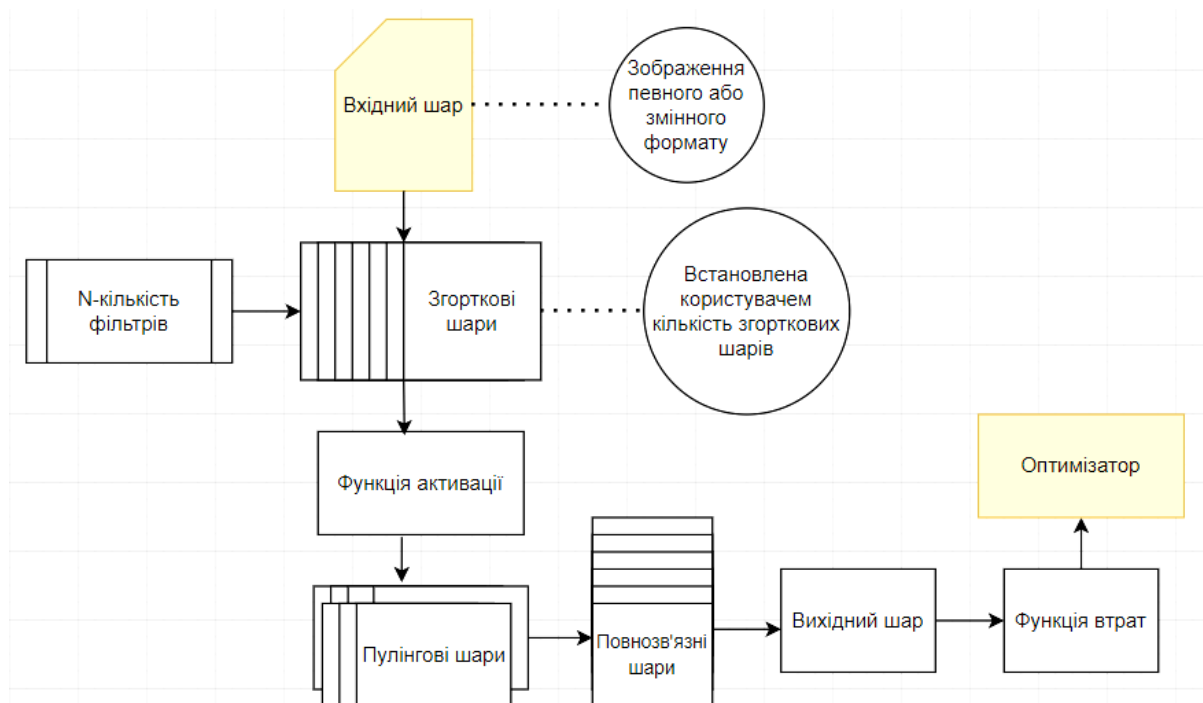 Вхідний шар
Зображення
певного або
змінного
формату
N-кількість
фільтрів
Згорткові
шари
Встановлена
користувачем
кількість згорткових
шарів
Функція активації
Оптимізатор
Пулінгові шари
Повнозв'язні
шари
Вихідний шар
Функція втрат